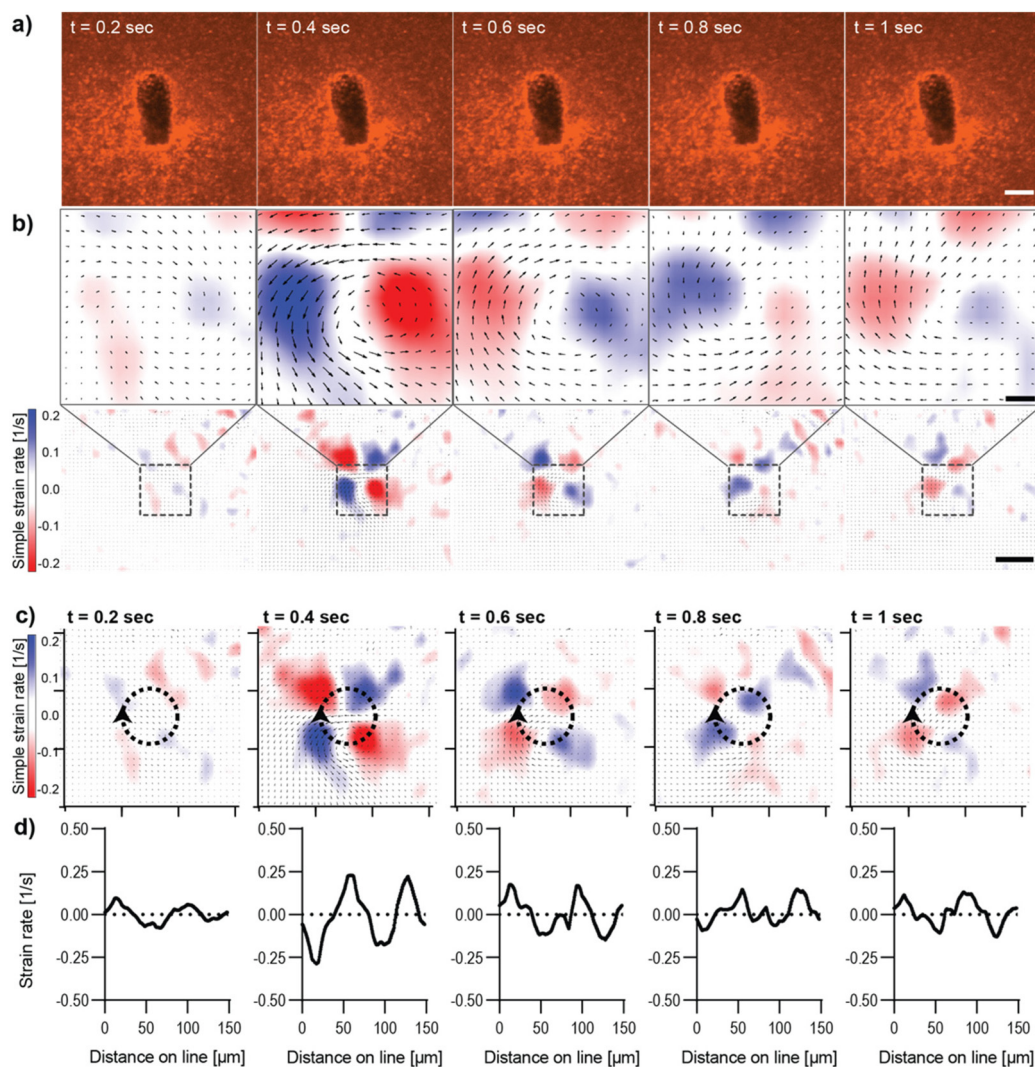 a)
t = 0.2 sec
t = 0.4 sec
t = 0.6 sec
t = 0.8 sec
t = 1 sec
b)
Simple strain rate [1/s]
0.2
0.1
0.0
-0.1
-0.2
c)
t = 0.2 sec
t = 0.4 sec
t = 0.6 sec
t = 0.8 sec
t = 1 sec
Simple strain rate [1/s]
0.2
0.1
0.0
-0.1
-0.2
d)
Strain rate [1/s]
0.50
0.25
0.00
-0.25
-0.50
0 50 100 150
Distance on line [µm]
0.50
0.25
0.00
-0.25
-0.50
0 50 100 150
Distance on line [µm]
0.50
0.25
0.00
-0.25
-0.50
0 50 100 150
Distance on line [µm]
0.50
0.25
0.00
-0.25
-0.50
0 50 100 150
Distance on line [µm]
0.50
0.25
0.00
-0.25
-0.50
0 50 100 150
Distance on line [µm]